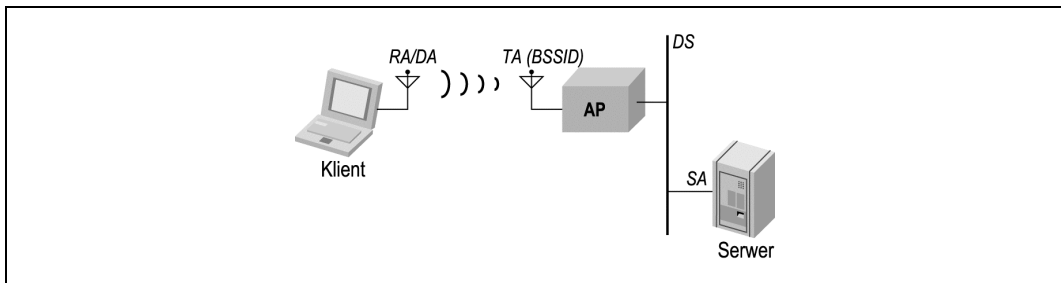 DS
RA/DA
TA (BSSID)
AP
Klient
SA
Serwer